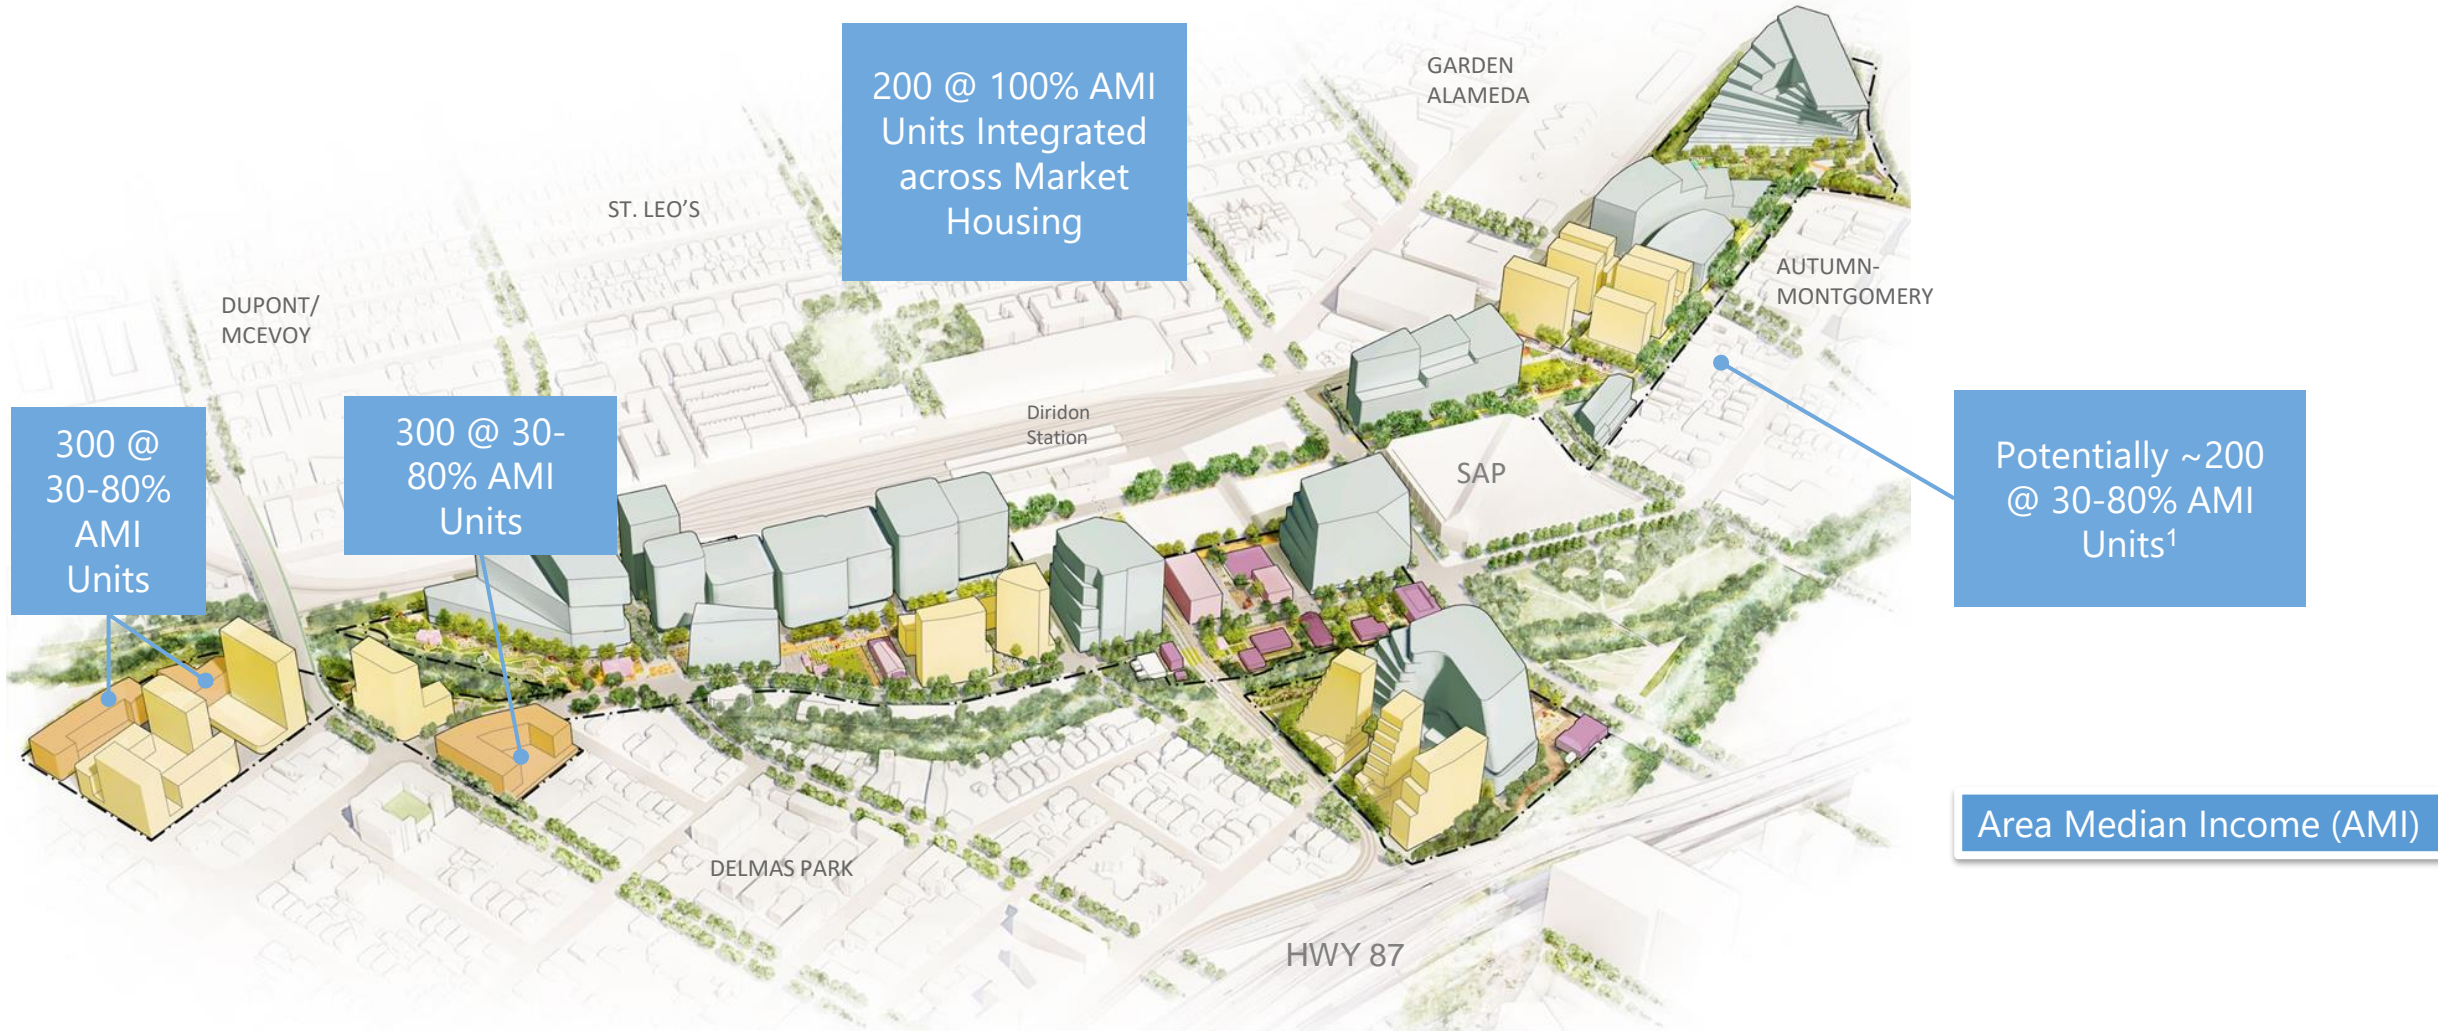 200 @ 100% AMI
Units Integrated
across Market
Housing
GARDEN
ALAMEDA
ST. LEO’S
AUTUMN-
MONTGOMERY
DUPONT/
MCEVOY
300 @
30-80%
AMI
Units
300 @ 30-
80% AMI
Units
Diridon
Station
SAP
Potentially ~200
@ 30-80% AMI
Units¹
Area Median Income (AMI)
DELMAS PARK
HWY 87